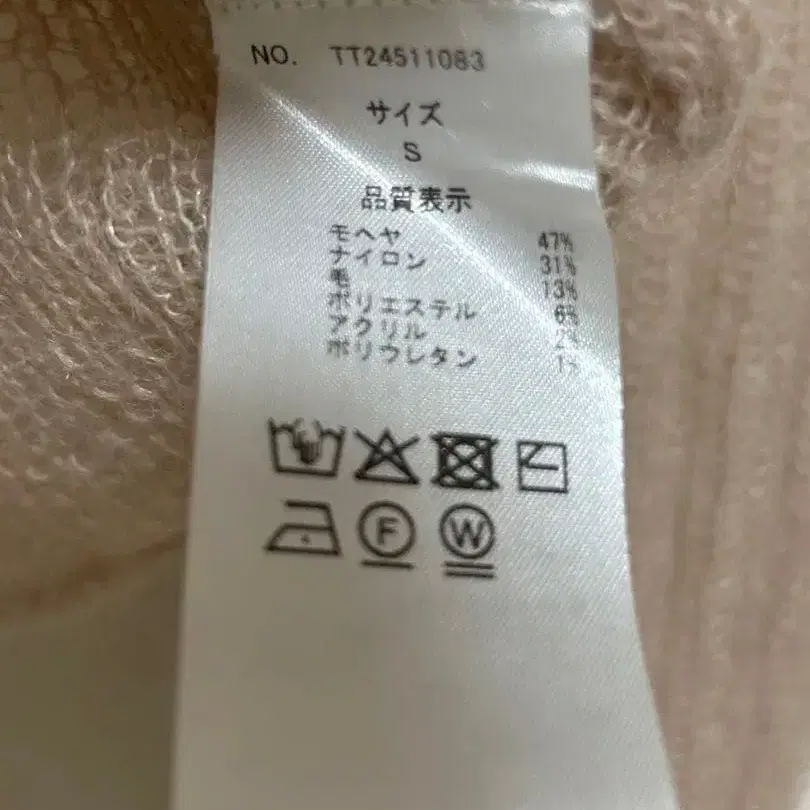 NO. TT24511083
サイズ
S
品質表示
モヘヤ 47%
ナイロン 31%
毛 13%
ポリエステル 6%
アクリル 2%
ポリウレタン 1%
F W